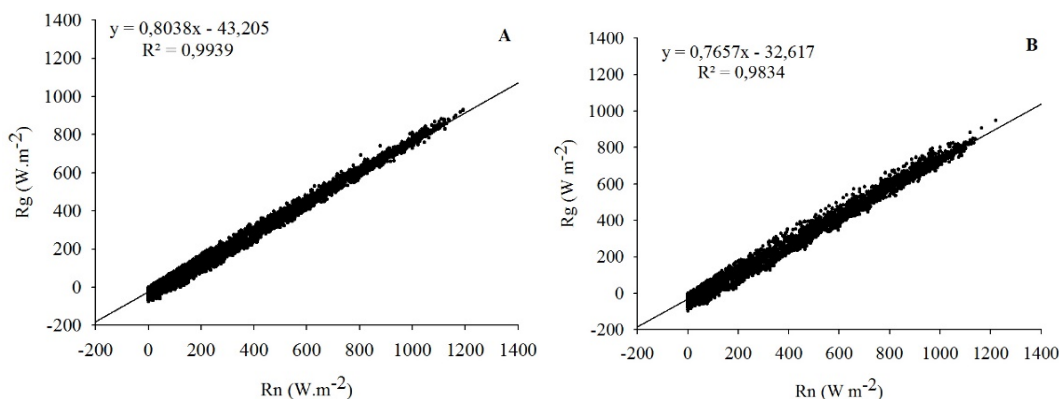 y = 0,8038x - 43,205
R² = 0,9939
A
1400
1200
1000
800
600
400
200
0
-200
Rg (W.m-2)
-200 0 200 400 600 800 1000 1200 1400
Rn (W.m-2)
y = 0,7657x - 32,617
R² = 0,9834
B
1400
1200
1000
800
600
400
200
0
-200
Rg (W m-2)
-200 0 200 400 600 800 1000 1200 1400
Rn (W m-2)